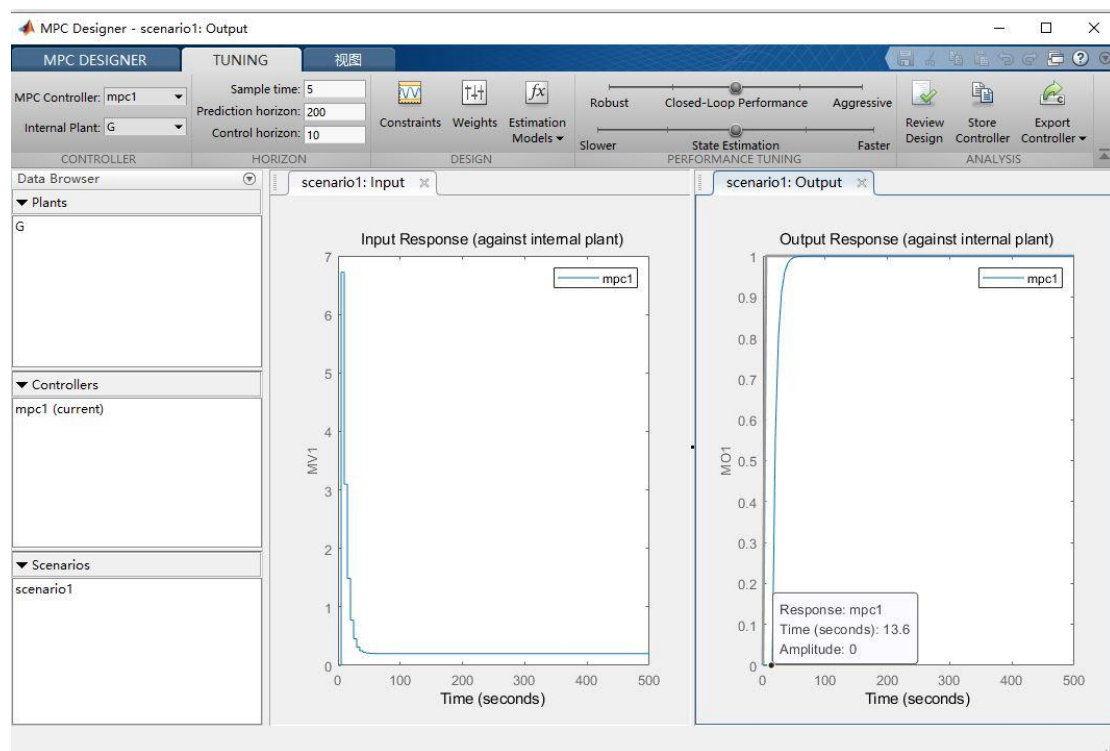 MPC Designer - scenario1: Output
MPC DESIGNER TUNING 视图
MPC Controller: mpc1
Internal Plant: G
CONTROLLER
Sample time: 5
Prediction horizon: 200
Control horizon: 10
HORIZON
Constraints Weights Estimation Models
fx
DESIGN
Robust Closed-Loop Performance Aggressive
Slower State Estimation Faster
PERFORMANCE TUNING
Review Design
Store Controller
Export Controller
ANALYSIS
Data Browser
Plants
G
Controllers
mpc1 (current)
Scenarios
scenario1
scenario1: Input
Input Response (against internal plant)
mpc1
7
6
5
4
3
2
1
0
MV1
0 100 200 300 400 500
Time (seconds)
scenario1: Output
Output Response (against internal plant)
mpc1
1
0.9
0.8
0.7
0.6
0.5
0.4
0.3
0.2
0.1
0
MO1
Response: mpc1
Time (seconds): 13.6
Amplitude: 0
0 100 200 300 400 500
Time (seconds)